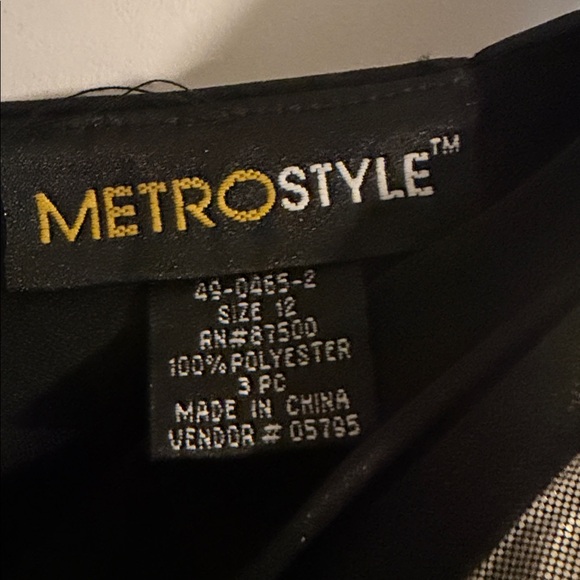 METROSTYLE™
49-0465-2
SIZE 12
RN#87500
100% POLYESTER
3 PC
MADE IN CHINA
VENDOR # 05785